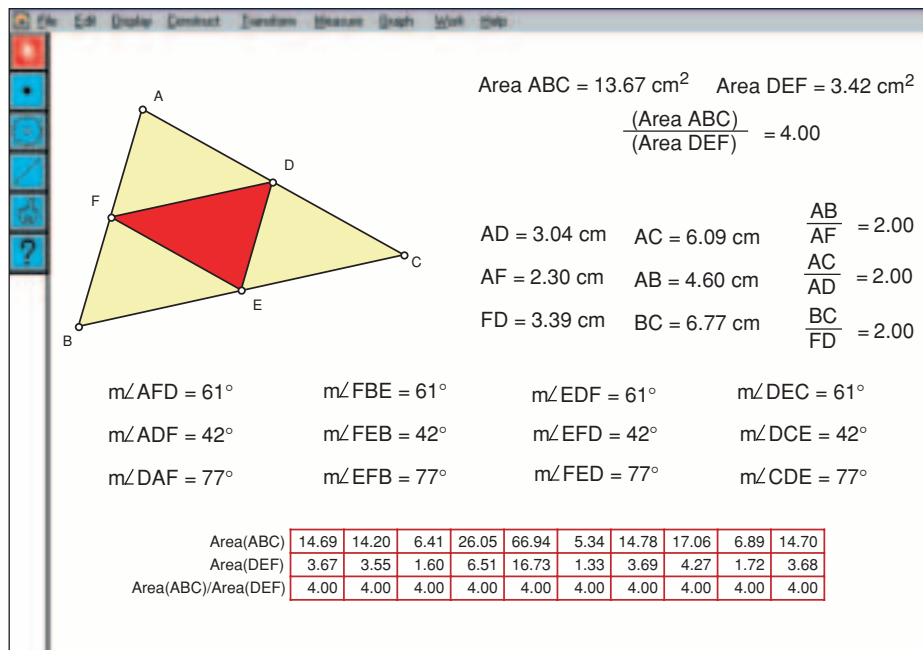 File Edit Display Construct Transform Measure Graph Work Help
Area ABC = 13.67 cm² Area DEF = 3.42 cm²
(Area ABC)
(Area DEF)
= 4.00
A
D
F
C
E
B
AD = 3.04 cm AC = 6.09 cm AB/AF = 2.00
AF = 2.30 cm AB = 4.60 cm AC/AD = 2.00
FD = 3.39 cm BC = 6.77 cm BC/FD = 2.00
m∠AFD = 61° m∠FBE = 61° m∠EDF = 61° m∠DEC = 61°
m∠ADF = 42° m∠FEB = 42° m∠EFD = 42° m∠DCE = 42°
m∠DAF = 77° m∠EFB = 77° m∠FED = 77° m∠CDE = 77°
Area(ABC) 14.69 14.20 6.41 26.05 66.94 5.34 14.78 17.06 6.89 14.70
Area(DEF) 3.67 3.55 1.60 6.51 16.73 1.33 3.69 4.27 1.72 3.68
Area(ABC)/Area(DEF) 4.00 4.00 4.00 4.00 4.00 4.00 4.00 4.00 4.00 4.00
?